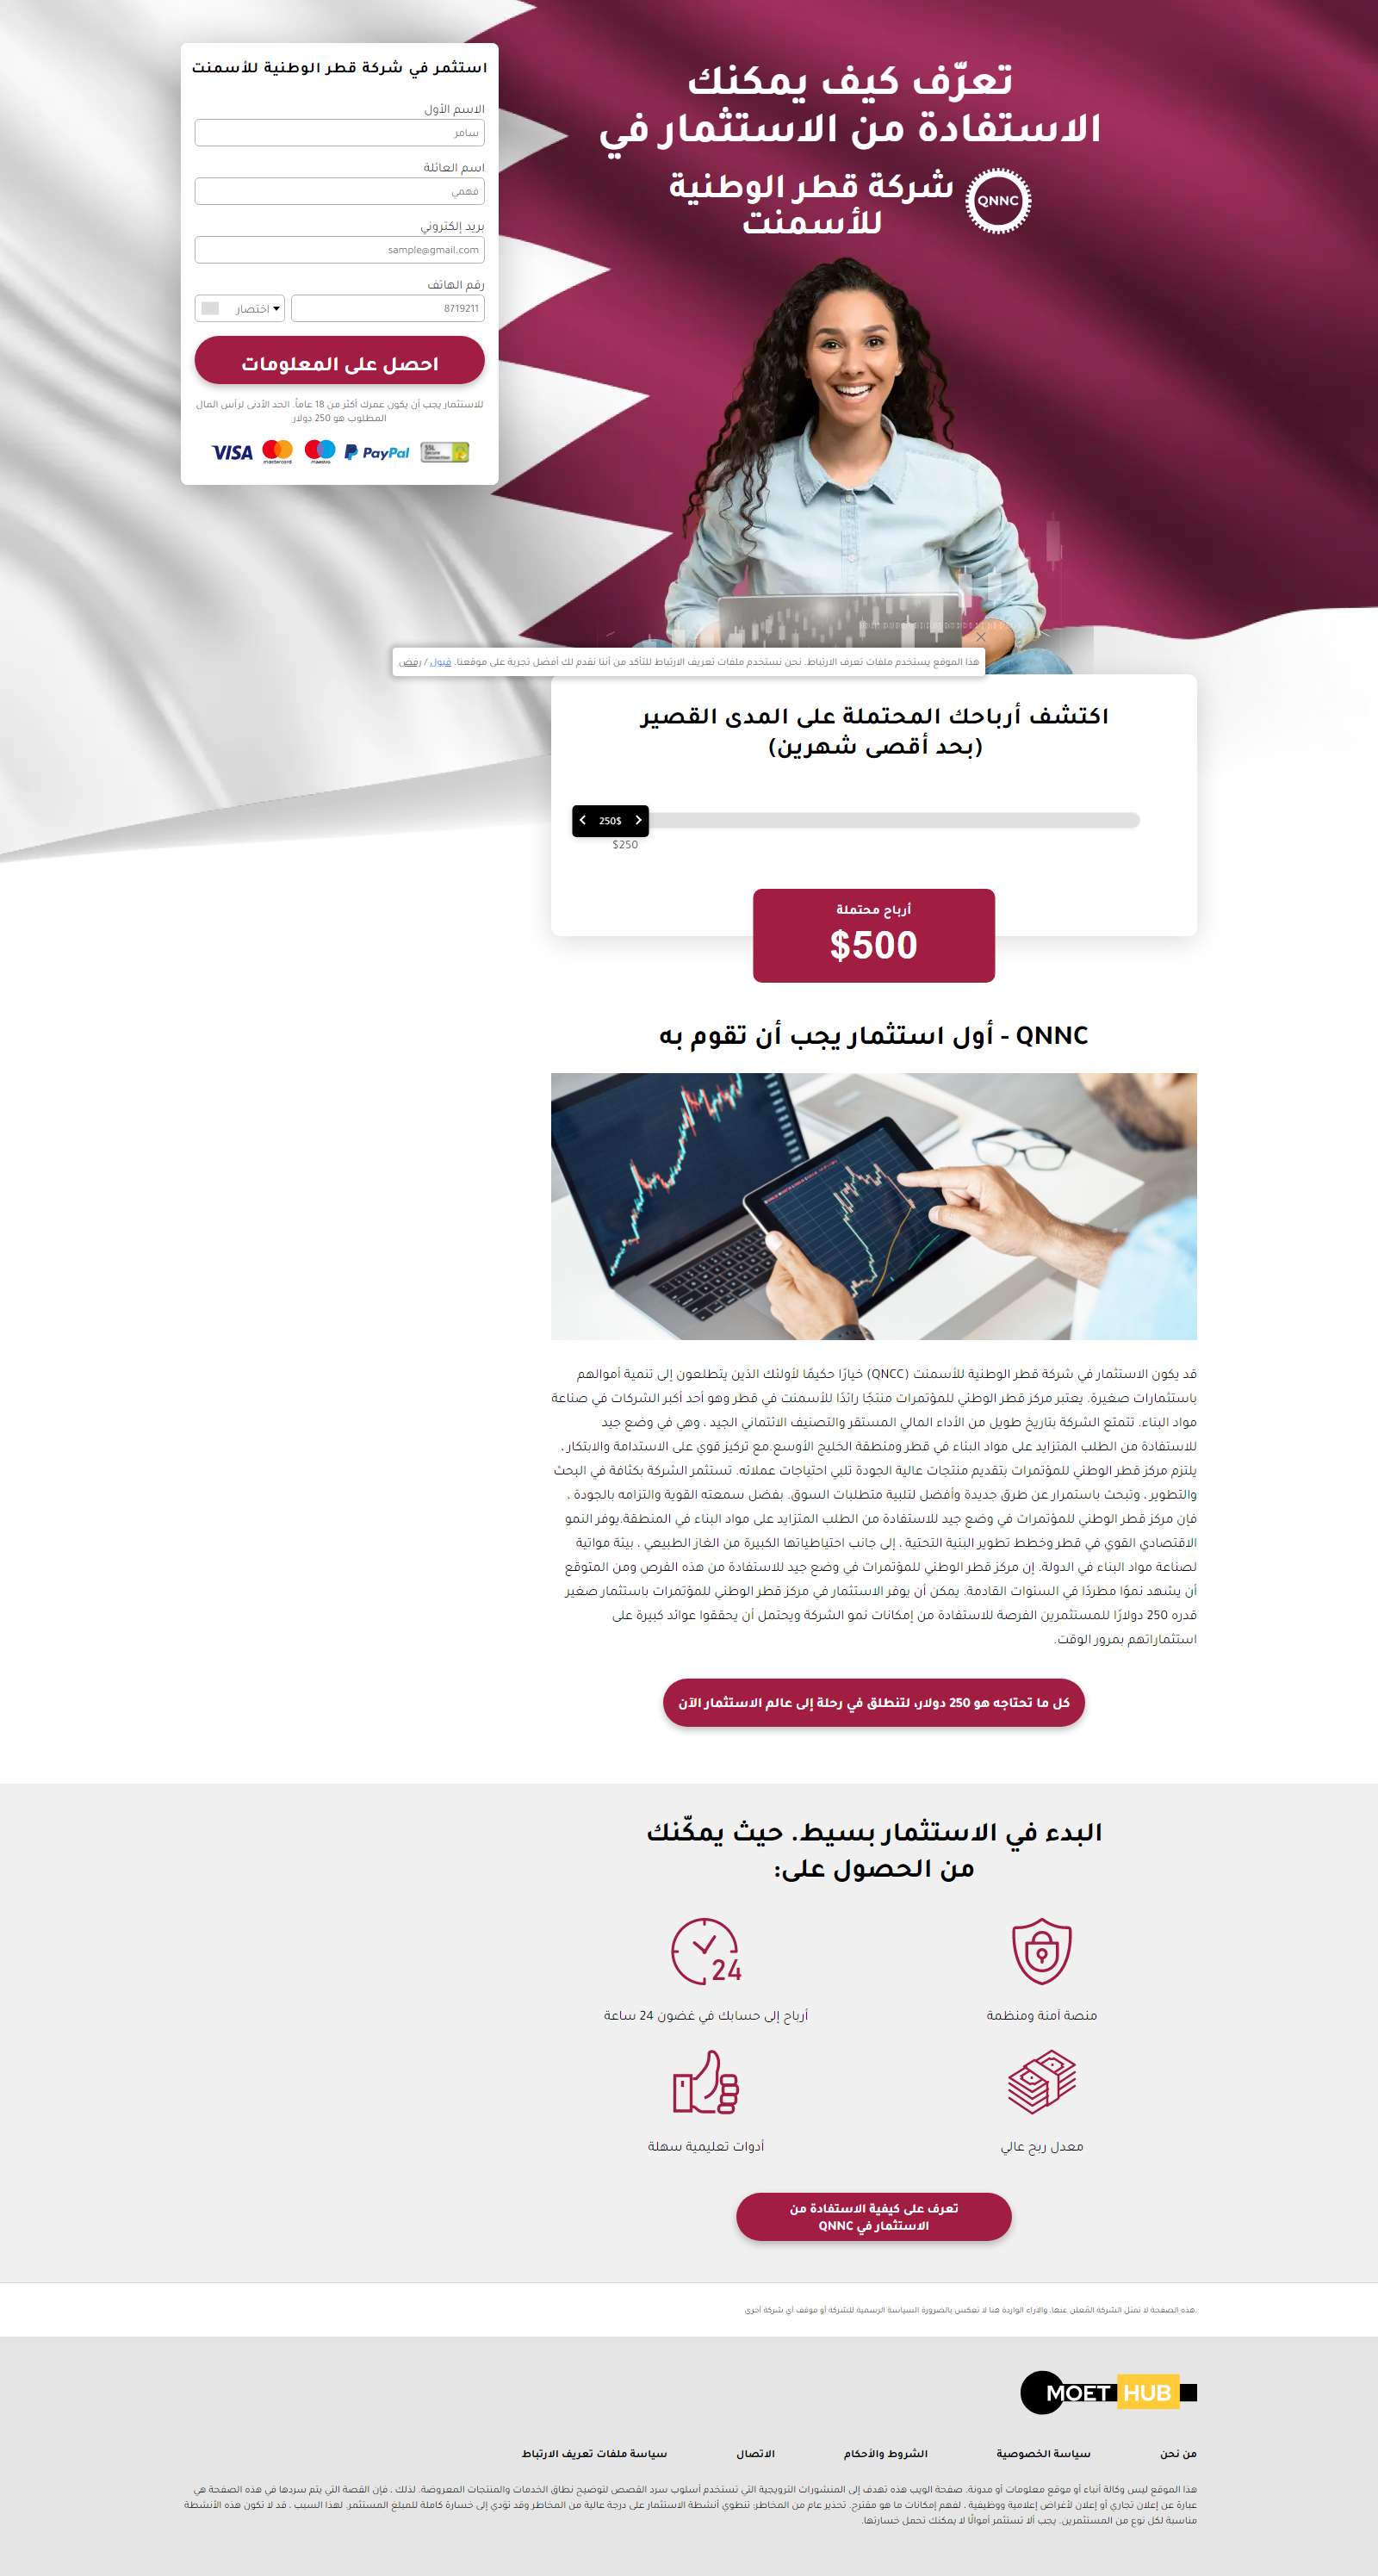 تعرّف كيف يمكنك
الاستفادة من الاستثمار في
QNNC
شركة قطر الوطنية
للأسمنت
استثمر في شركة قطر الوطنية للأسمنت
الاسم الأول
سامر
اسم العائلة
فهمي
بريد إلكتروني
sample@gmail.com
رقم الهاتف
8719211
اختصار
احصل على المعلومات
للاستثمار يجب أن يكون عمرك أكثر من 18 عاماً. الحد الأدنى لرأس المال
المطلوب هو 250 دولار
VISA mastercard maestro PayPal SSL Secure Connection
هذا الموقع يستخدم ملفات تعرف الارتباط. نحن نستخدم ملفات تعريف الارتباط للتأكد من أننا نقدم لك أفضل تجربة على موقعنا. قبول / رفض
اكتشف أرباحك المحتملة على المدى القصير
(بحد أقصى شهرين)
250$
$250
أرباح محتملة
$500
QNNC - أول استثمار يجب أن تقوم به
قد يكون الاستثمار في شركة قطر الوطنية للأسمنت (QNCC) خيارًا حكيمًا لأولئك الذين يتطلعون إلى تنمية أموالهم
باستثمارات صغيرة. يعتبر مركز قطر الوطني للمؤتمرات منتجًا رائدًا للأسمنت في قطر وهو أحد أكبر الشركات في صناعة
مواد البناء. تتمتع الشركة بتاريخ طويل من الأداء المالي المستقر والتصنيف الائتماني الجيد ، وهي في وضع جيد
للاستفادة من الطلب المتزايد على مواد البناء في قطر ومنطقة الخليج الأوسع.مع تركيز قوي على الاستدامة والابتكار ،
يلتزم مركز قطر الوطني للمؤتمرات بتقديم منتجات عالية الجودة تلبي احتياجات عملائه. تستثمر الشركة بكثافة في البحث
والتطوير ، وتبحث باستمرار عن طرق جديدة وأفضل لتلبية متطلبات السوق. بفضل سمعته القوية والتزامه بالجودة ،
فإن مركز قطر الوطني للمؤتمرات في وضع جيد للاستفادة من الطلب المتزايد على مواد البناء في المنطقة.يوفر النمو
الاقتصادي القوي في قطر وخطط تطوير البنية التحتية ، إلى جانب احتياطياتها الكبيرة من الغاز الطبيعي ، بيئة مواتية
لصناعة مواد البناء في الدولة. إن مركز قطر الوطني للمؤتمرات في وضع جيد للاستفادة من هذه الفرص ومن المتوقع
أن يشهد نموًا مطردًا في السنوات القادمة. يمكن أن يوفر الاستثمار في مركز قطر الوطني للمؤتمرات باستثمار صغير
قدره 250 دولارًا للمستثمرين الفرصة للاستفادة من إمكانات نمو الشركة ويحتمل أن يحققوا عوائد كبيرة على
استثماراتهم بمرور الوقت.
كل ما تحتاجه هو 250 دولار، لتنطلق في رحلة إلى عالم الاستثمار الآن
البدء في الاستثمار بسيط. حيث يمكّنك
من الحصول على:
24
منصة آمنة ومنظمة
أرباح إلى حسابك في غضون 24 ساعة
معدل ربح عالي
أدوات تعليمية سهلة
تعرف على كيفية الاستفادة من
الاستثمار في QNNC
هذه الصفحة لا تمثل الشركة المُعلن عنها، والآراء الواردة هنا لا تعكس بالضرورة السياسة الرسمية للشركة أو موقف أي شركة أخرى.
MOET HUB
من نحن
سياسة الخصوصية
الشروط والأحكام
الاتصال
سياسة ملفات تعريف الارتباط
هذا الموقع ليس وكالة أنباء أو موقع معلومات أو مدونة. صفحة الويب هذه تهدف إلى المنشورات الترويجية التي تستخدم أسلوب سرد القصص لتوضيح نطاق الخدمات والمنتجات المعروضة. لذلك ، فإن القصة التي يتم سردها في هذه الصفحة هي
عبارة عن إعلان تجاري أو إعلان لأغراض إعلامية ووظيفية ، لفهم إمكانات ما هو مقترح. تحذير عام من المخاطر: تنطوي أنشطة الاستثمار على درجة عالية من المخاطر وقد تؤدي إلى خسارة كاملة للمبلغ المستثمر. لهذا السبب ، قد لا تكون هذه الأنشطة
مناسبة لكل نوع من المستثمرين. يجب ألا تستثمر أموالًا لا يمكنك تحمل خسارتها.